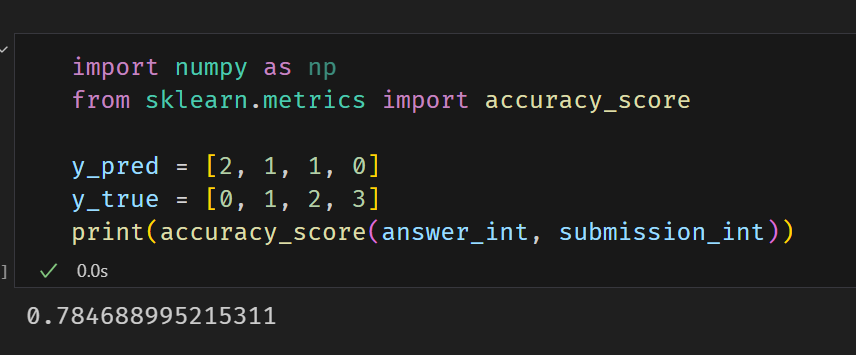 import numpy as np
from sklearn.metrics import accuracy_score
y_pred = [2, 1, 1, 0]
y_true = [0, 1, 2, 3]
print(accuracy_score(answer_int, submission_int))
] ✓ 0.0s
0.784688995215311